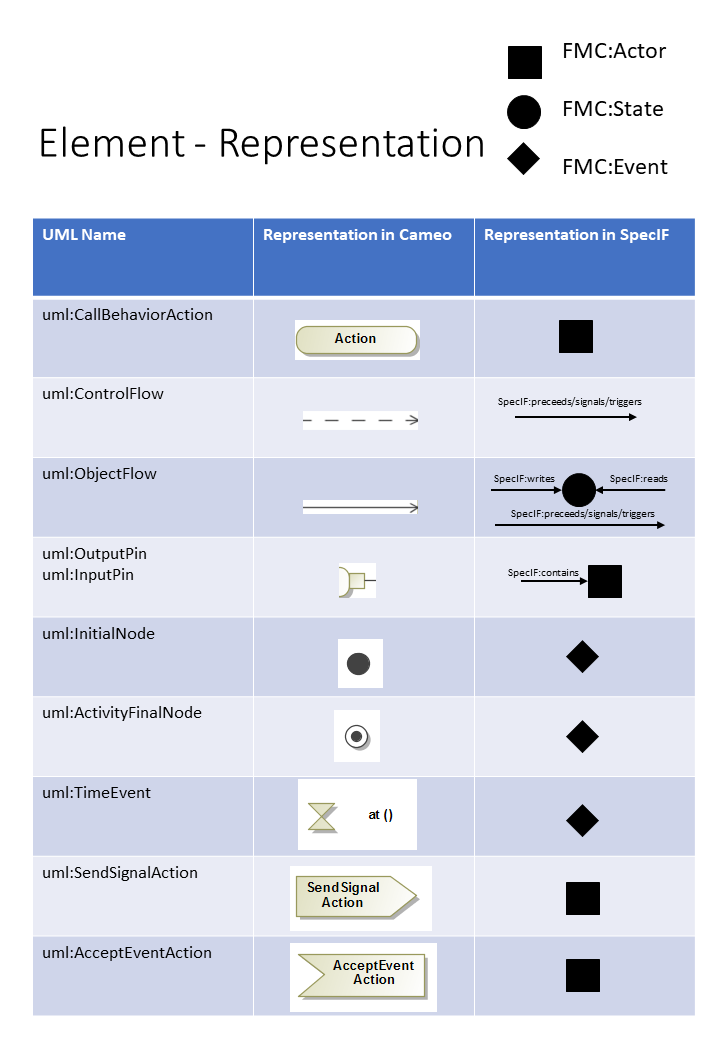 FMC:Actor
FMC:State
Element - Representation
FMC:Event
UML Name
Representation in Cameo
Representation in SpecIF
uml:CallBehaviorAction
Action
uml:ControlFlow
SpecIF:preceeds/signals/triggers
uml:ObjectFlow
SpecIF:writes
SpecIF:reads
SpecIF:preceeds/signals/triggers
uml:OutputPin
uml:InputPin
SpecIF:contains
uml:InitialNode
uml:ActivityFinalNode
uml:TimeEvent
at ()
uml:SendSignalAction
SendSignal
Action
uml:AcceptEventAction
AcceptEvent
Action